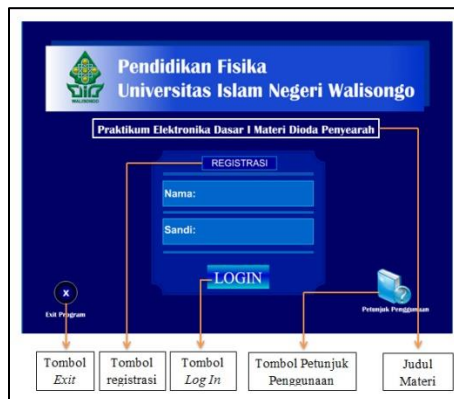 Pendidikan Fisika
Universitas Islam Negeri Walisongo
WALISONGO
Praktikum Elektronika Dasar I Materi Dioda Penyearah
REGISTRASI
Nama:
Sandi:
LOGIN
X
Exit Program
Petunjuk Penggunaan
Tombol
Exit
Tombol
registrasi
Tombol
Log In
Tombol Petunjuk
Penggunaan
Judul
Materi